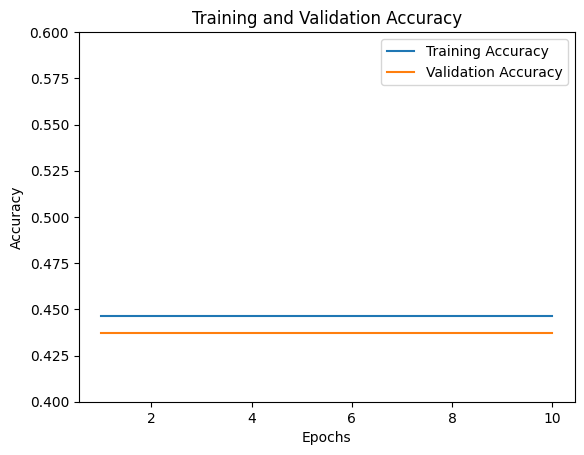 Training and Validation Accuracy
Training Accuracy
Validation Accuracy
0.600
0.575
0.550
0.525
0.500
0.475
0.450
0.425
0.400
Accuracy
2
4
6
8
10
Epochs